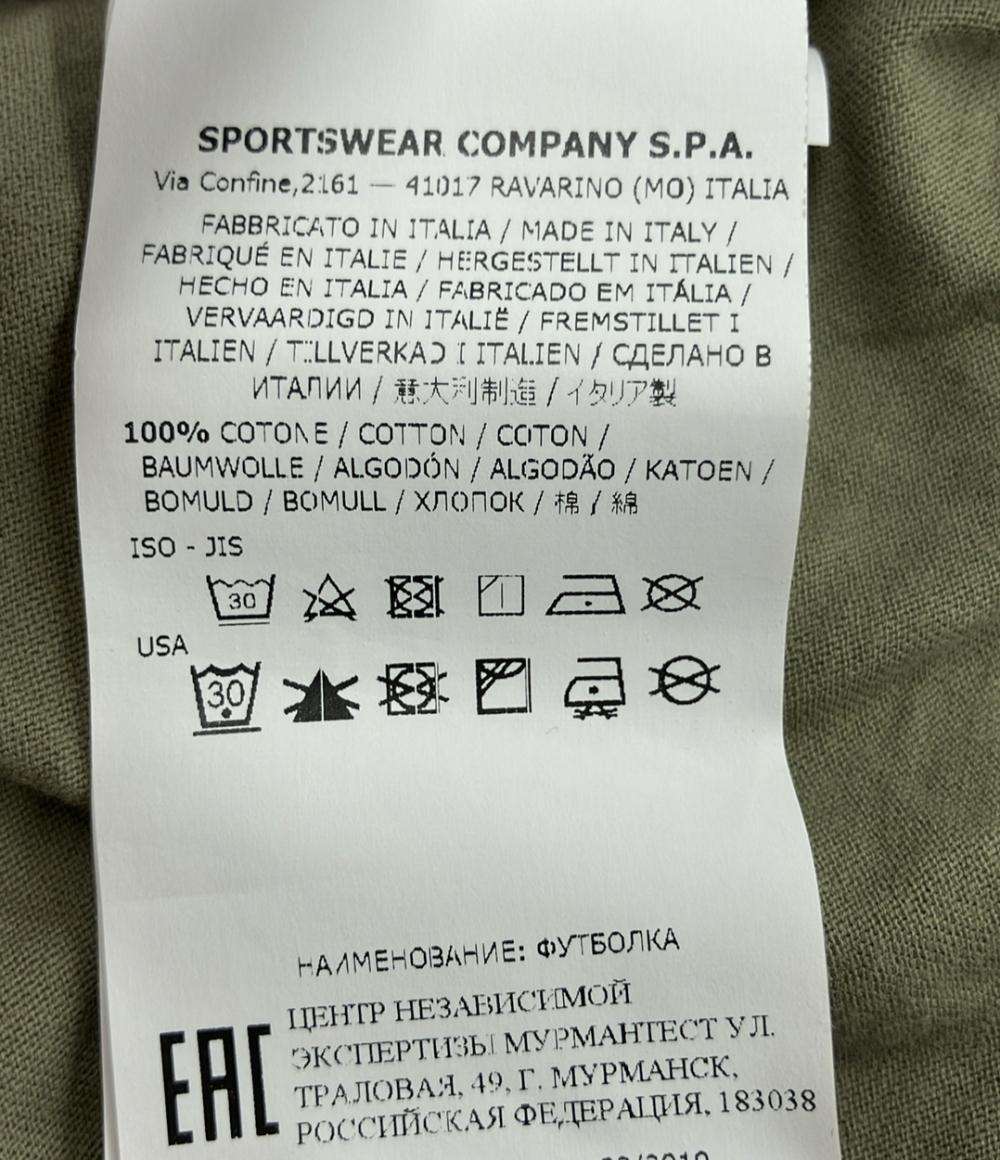 SPORTSWEAR COMPANY S.P.A.
Via Confine,2161 — 41017 RAVARINO (MO) ITALIA
FABBRICATO IN ITALIA / MADE IN ITALY /
FABRIQUÉ EN ITALIE / HERGESTELLT IN ITALIEN /
HECHO EN ITALIA / FABRICADO EM ITÁLIA /
VERVAARDIGD IN ITALIË / FREMSTILLET I
ITALIEN / TILLVERKAD I ITALIEN / СДЕЛАНО В
ИТАЛИИ / 意大利制造 / イタリア製
100% COTONE / COTTON / COTON /
BAUMWOLLE / ALGODÓN / ALGODÃO / KATOEN /
BOMULD / BOMULL / ХЛОПОК / 棉 / 綿
ISO - JIS
30
USA
30
НАИМЕНОВАНИЕ: ФУТБОЛКА
EAC
ЦЕНТР НЕЗАВИСИМОЙ
ЭКСПЕРТИЗЫ МУРМАНТЕСТ УЛ.
ТРАЛОВАЯ, 49, Г. МУРМАНСК,
РОССИЙСКАЯ ФЕДЕРАЦИЯ, 183038